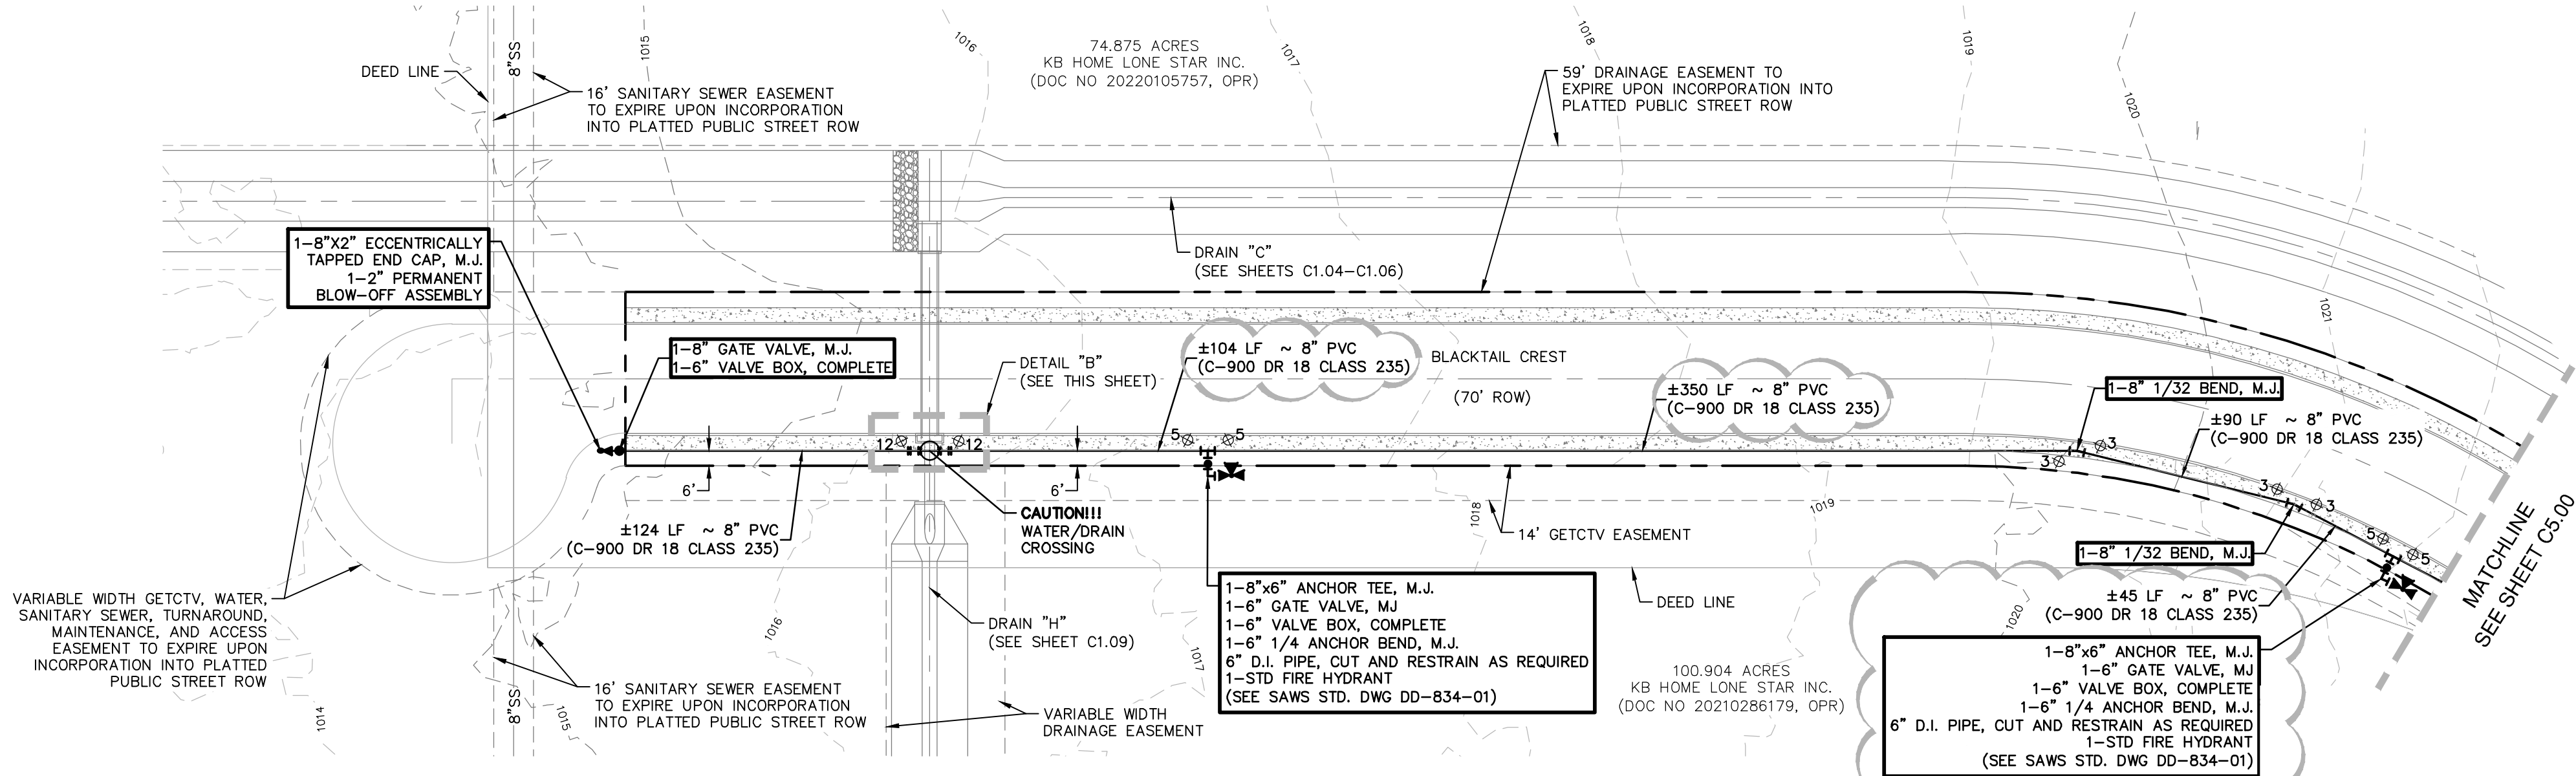 DEED LINE
8"SS
1015
16' SANITARY SEWER EASEMENT
TO EXPIRE UPON INCORPORATION
INTO PLATTED PUBLIC STREET ROW
1016
74.875 ACRES
KB HOME LONE STAR INC.
(DOC NO 20220105757, OPR)
1017
1018
59' DRAINAGE EASEMENT TO
EXPIRE UPON INCORPORATION INTO
PLATTED PUBLIC STREET ROW
1019
1020
1-8"X2" ECCENTRICALLY
TAPPED END CAP, M.J.
1-2" PERMANENT
BLOW-OFF ASSEMBLY
DRAIN "C"
(SEE SHEETS C1.04-C1.06)
1021
1-8" GATE VALVE, M.J.
1-6" VALVE BOX, COMPLETE
DETAIL "B"
(SEE THIS SHEET)
±104 LF ~ 8" PVC
(C-900 DR 18 CLASS 235)
BLACKTAIL CREST
(70' ROW)
±350 LF ~ 8" PVC
(C-900 DR 18 CLASS 235)
1-8" 1/32 BEND, M.J.
±90 LF ~ 8" PVC
(C-900 DR 18 CLASS 235)
12
12
5
5
3
3
3
3
5
5
6'
6'
±124 LF ~ 8" PVC
(C-900 DR 18 CLASS 235)
CAUTION!!!
WATER/DRAIN
CROSSING
1018
14' GETCTV EASEMENT
1019
1-8" 1/32 BEND, M.J.
MATCHLINE
SEE SHEET C5.00
VARIABLE WIDTH GETCTV, WATER,
SANITARY SEWER, TURNAROUND,
MAINTENANCE, AND ACCESS
EASEMENT TO EXPIRE UPON
INCORPORATION INTO PLATTED
PUBLIC STREET ROW
1016
DRAIN "H"
(SEE SHEET C1.09)
1017
1-8"x6" ANCHOR TEE, M.J.
1-6" GATE VALVE, MJ
1-6" VALVE BOX, COMPLETE
1-6" 1/4 ANCHOR BEND, M.J.
6" D.I. PIPE, CUT AND RESTRAIN AS REQUIRED
1-STD FIRE HYDRANT
(SEE SAWS STD. DWG DD-834-01)
DEED LINE
1020
±45 LF ~ 8" PVC
(C-900 DR 18 CLASS 235)
1-8"x6" ANCHOR TEE, M.J.
1-6" GATE VALVE, MJ
1-6" VALVE BOX, COMPLETE
1-6" 1/4 ANCHOR BEND, M.J.
6" D.I. PIPE, CUT AND RESTRAIN AS REQUIRED
1-STD FIRE HYDRANT
(SEE SAWS STD. DWG DD-834-01)
100.904 ACRES
KB HOME LONE STAR INC.
(DOC NO 20210286179, OPR)
1014
8"SS
1015
16' SANITARY SEWER EASEMENT
TO EXPIRE UPON INCORPORATION
INTO PLATTED PUBLIC STREET ROW
VARIABLE WIDTH
DRAINAGE EASEMENT